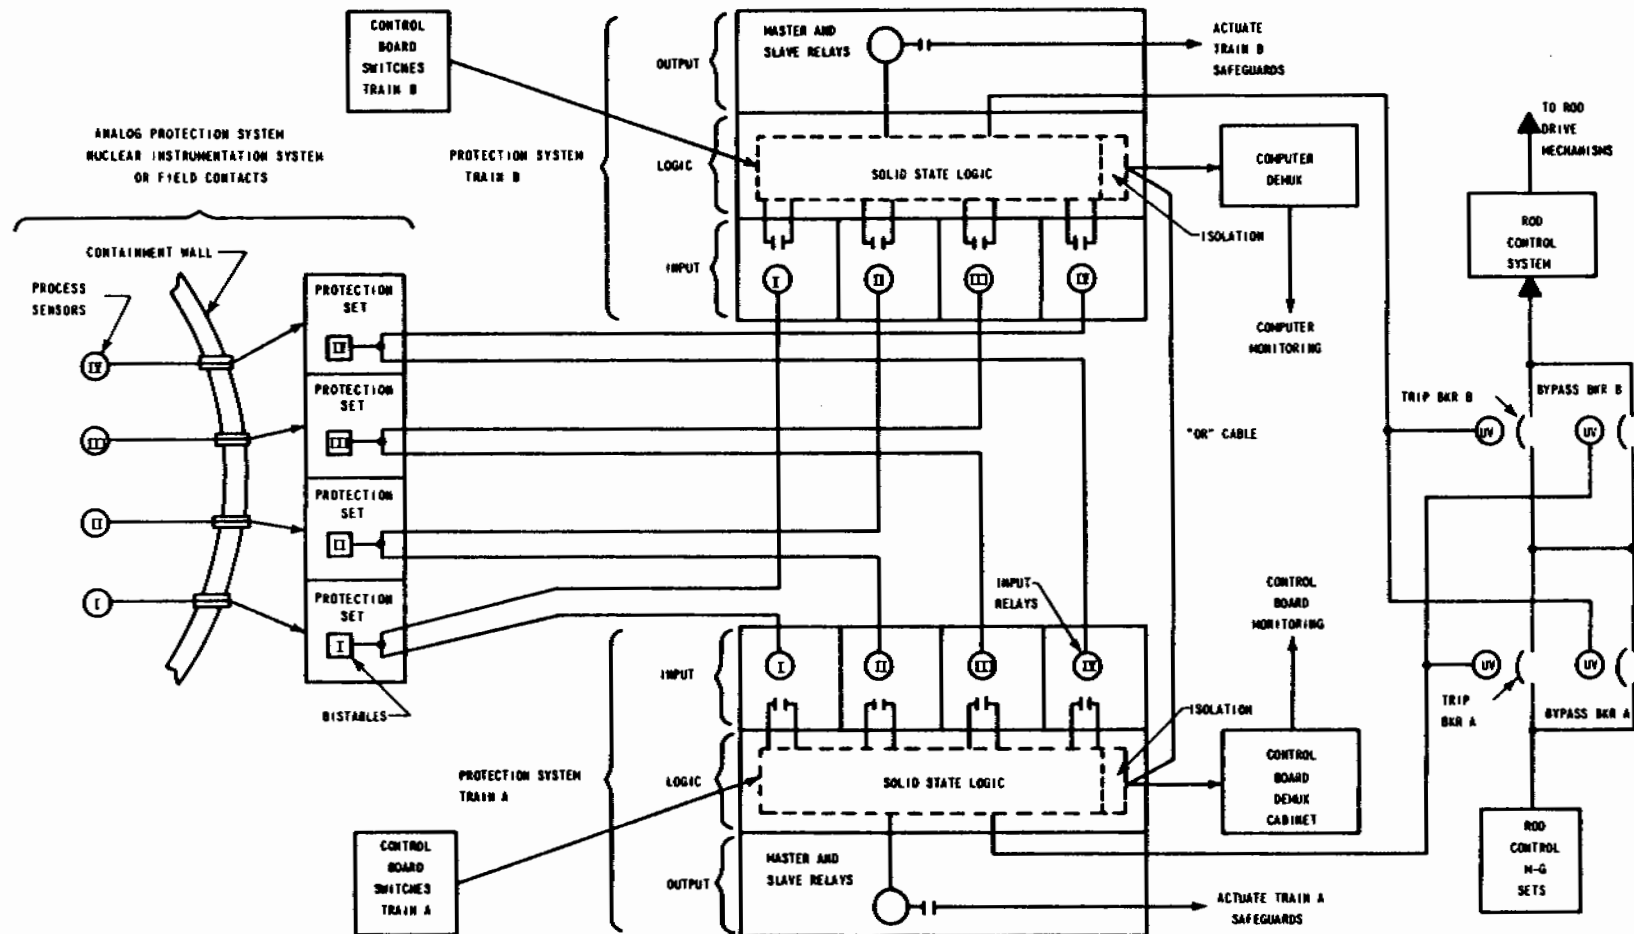 CONTROL
BOARD
SWITCHES
TRAIN B
ANALOG PROTECTION SYSTEM
NUCLEAR INSTRUMENTATION SYSTEM
OR FIELD CONTACTS
PROTECTION SYSTEM
TRAIN B
OUTPUT
LOGIC
INPUT
MASTER AND
SLAVE RELAYS
ACTUATE
TRAIN B
SAFEGUARDS
SOLID STATE LOGIC
I
II
III
IV
ISOLATION
COMPUTER
DEMUX
COMPUTER
MONITORING
TO ROD
DRIVE
MECHANISMS
ROD
CONTROL
SYSTEM
CONTAINMENT WALL
PROCESS
SENSORS
IV
III
II
I
PROTECTION
SET
IV
PROTECTION
SET
III
PROTECTION
SET
II
PROTECTION
SET
I
BISTABLES
"OR" CABLE
TRIP BKR B
BYPASS BKR B
UV
UV
INPUT
RELAYS
CONTROL
BOARD
MONITORING
UV
UV
TRIP
BKR A
BYPASS BKR A
PROTECTION SYSTEM
TRAIN A
INPUT
LOGIC
OUTPUT
I
II
III
IV
ISOLATION
SOLID STATE LOGIC
CONTROL
BOARD
DEMUX
CABINET
ROD
CONTROL
M-G
SETS
CONTROL
BOARD
SWITCHES
TRAIN A
MASTER AND
SLAVE RELAYS
ACTUATE TRAIN A
SAFEGUARDS